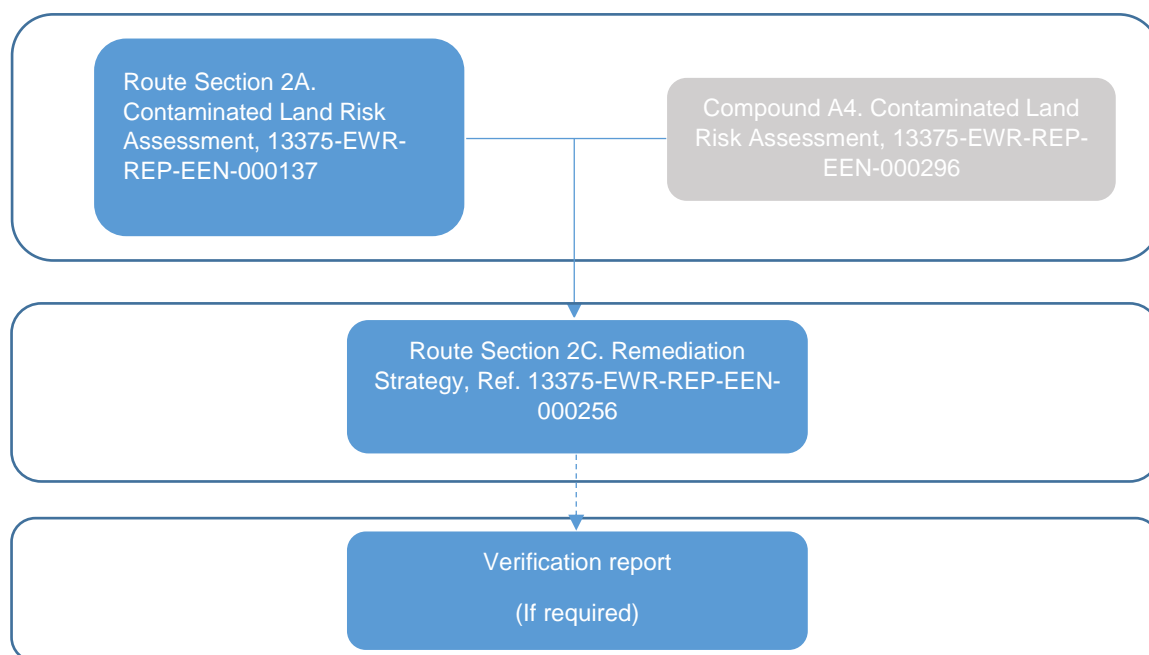 Route Section 2A.
Contaminated Land Risk
Assessment, 13375-EWR-
REP-EEN-000137
Compound A4. Contaminated Land
Risk Assessment, 13375-EWR-REP-
EEN-000296
Route Section 2C. Remediation
Strategy, Ref. 13375-EWR-REP-EEN-
000256
Verification report
(If required)